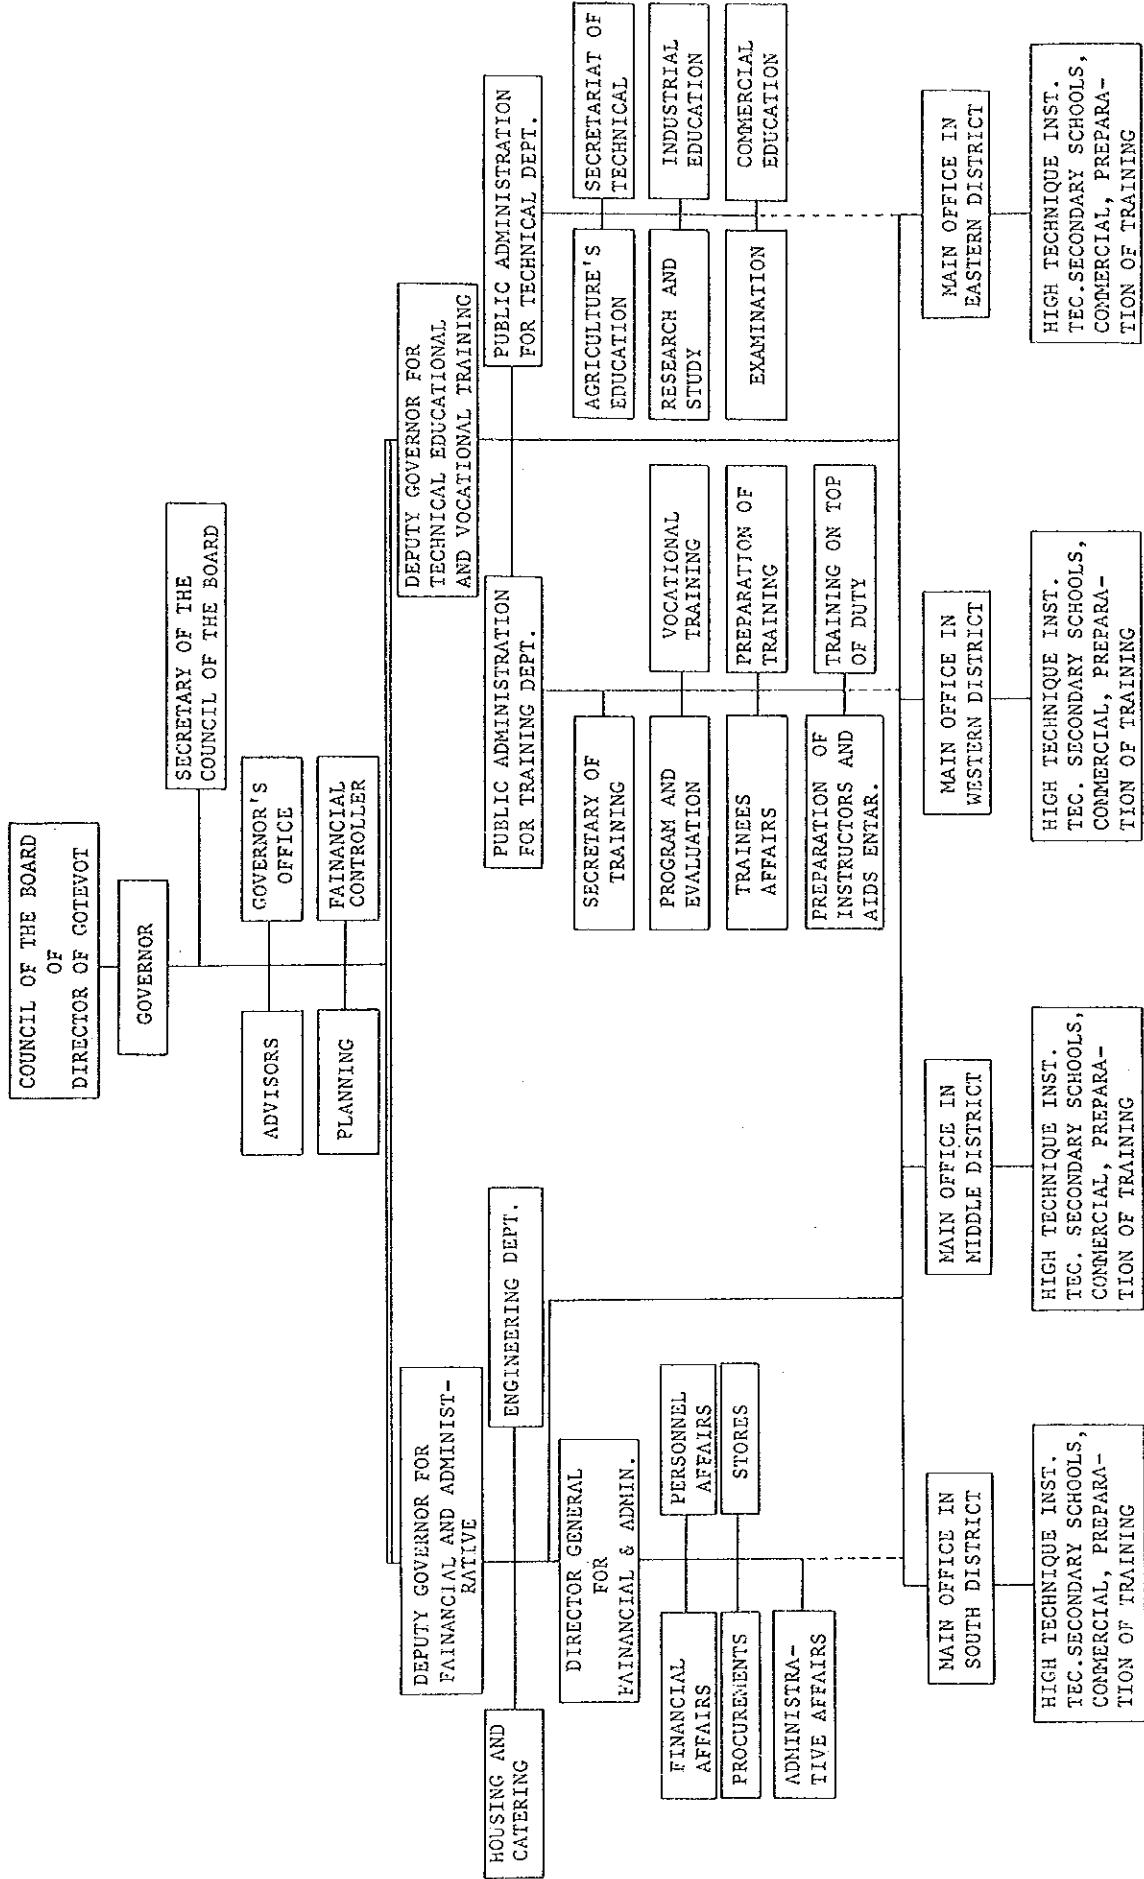 COUNCIL OF THE BOARD
OF
DIRECTOR OF GOTEVOT
GOVERNOR
SECRETARY OF THE
COUNCIL OF THE BOARD
ADVISORS
GOVERNOR'S
OFFICE
PLANNING
FAINANCIAL
CONTROLLER
DEPUTY GOVERNOR FOR
FAINANCIAL AND ADMINIST-
RATIVE
DEPUTY GOVERNOR FOR
TECHNICAL EDUCATIONAL
AND VOCATIONAL TRAINING
HOUSING AND
CATERING
ENGINEERING DEPT.
PUBLIC ADMINISTRATION
FOR TRAINING DEPT.
PUBLIC ADMINISTRATION
FOR TECHNICAL DEPT.
DIRECTOR GENERAL
FOR
FAINANCIAL & ADMIN.
FINANCIAL
AFFAIRS
PERSONNEL
AFFAIRS
PROCUREMENTS
STORES
ADMINISTRA-
TIVE AFFAIRS
SECRETARY OF
TRAINING
VOCATIONAL
TRAINING
PROGRAM AND
EVALUATION
PREPARATION OF
TRAINING
TRAINEES
AFFAIRS
TRAINING ON TOP
OF DUTY
PREPARATION OF
INSTRUCTORS AND
AIDS ENTAR.
AGRICULTURE'S
EDUCATION
SECRETARIAT OF
TECHNICAL
RESEARCH AND
STUDY
INDUSTRIAL
EDUCATION
EXAMINATION
COMMERCIAL
EDUCATION
MAIN OFFICE IN
SOUTH DISTRICT
MAIN OFFICE IN
MIDDLE DISTRICT
MAIN OFFICE IN
WESTERN DISTRICT
MAIN OFFICE IN
EASTERN DISTRICT
HIGH TECHNIQUE INST.
TEC.SECONDARY SCHOOLS,
COMMERCIAL, PREPARA-
TION OF TRAINING
HIGH TECHNIQUE INST.
TEC. SECONDARY SCHOOLS,
COMMERCIAL, PREPARA-
TION OF TRAINING
HIGH TECHNIQUE INST.
TEC. SECONDARY SCHOOLS,
COMMERCIAL, PREPARA-
TION OF TRAINING
HIGH TECHNIQUE INST.
TEC.SECONDARY SCHOOLS,
COMMERCIAL, PREPARA-
TION OF TRAINING